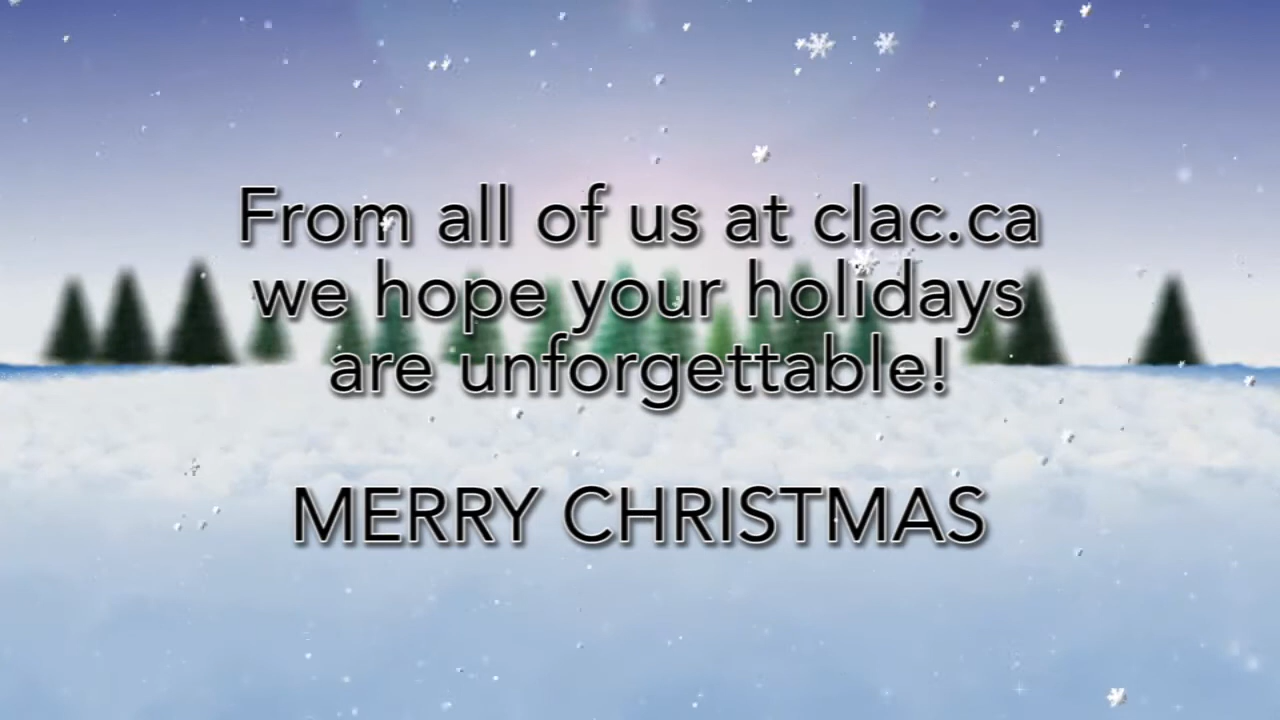 From all of us at clac.ca
we hope your holidays
are unforgettable!
MERRY CHRISTMAS